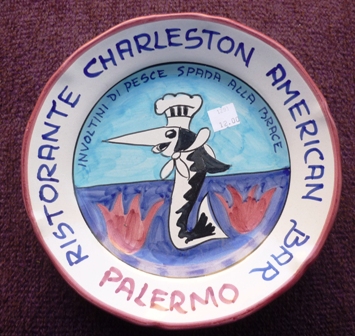 RISTORANTE CHARLESTON AMERICAN BAR
INVOLTINI DI PESCE SPADA ALLA BRACE
PALERMO